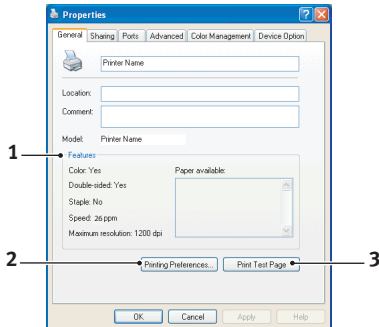 Properties
General Sharing Ports Advanced Color Management Device Option
Printer Name
Location:
Comment:
Model: Printer Name
1
Features
Color: Yes Paper available:
Double-sided: Yes
Staple: No
Speed: 26 ppm
Maximum resolution: 1200 dpi
2 Printing Preferences... Print Test Page 3
OK Cancel Apply Help